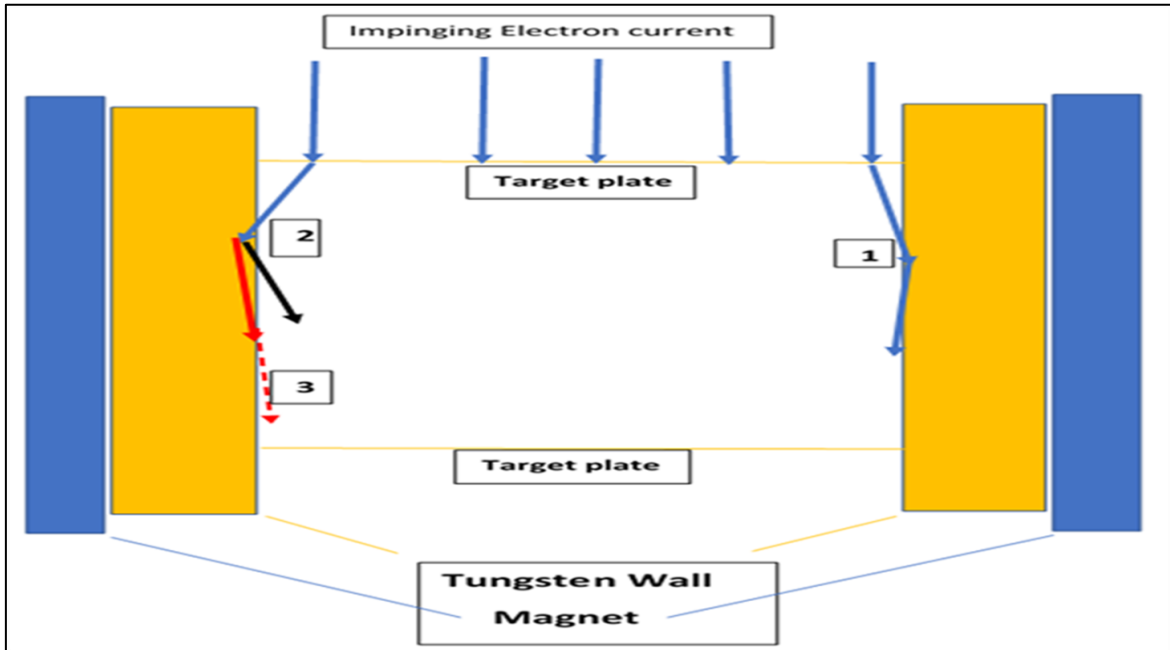 Impinging Electron current
Target plate
2
1
3
Target plate
Tungsten Wall
Magnet